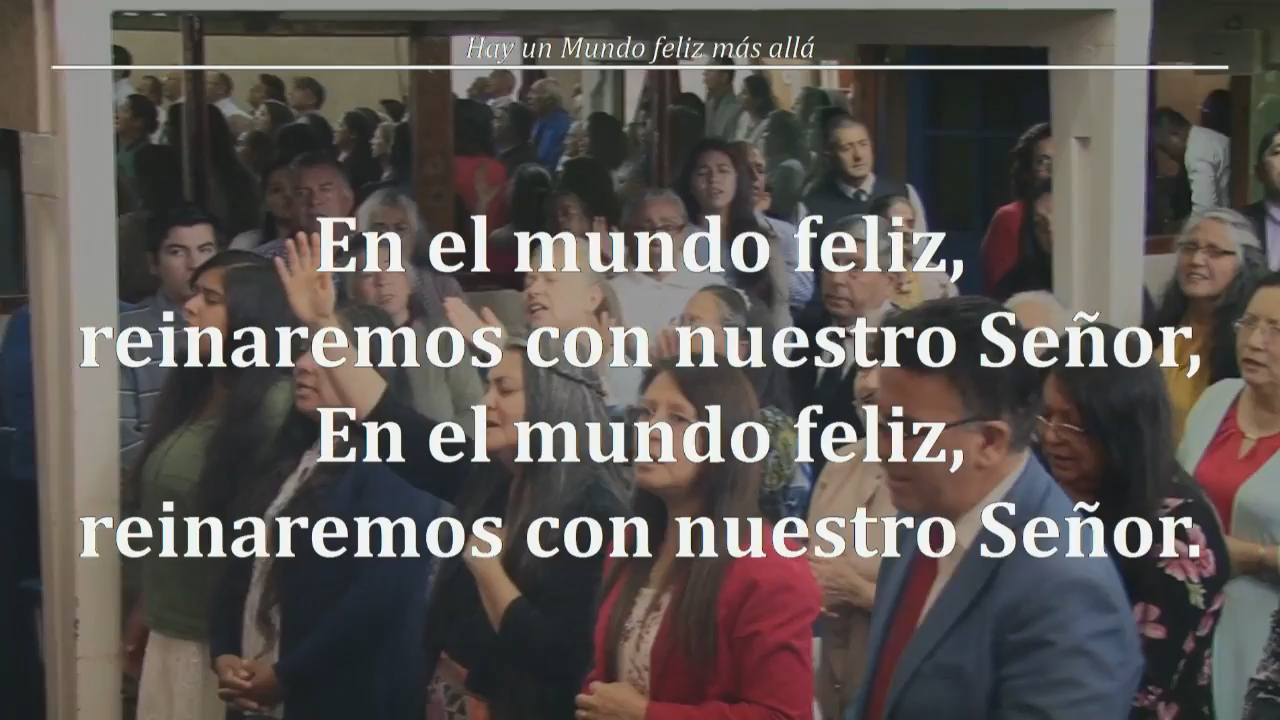 Hay un Mundo feliz más allá
En el mundo feliz,
reinaremos con nuestro Señor,
En el mundo feliz,
reinaremos con nuestro Señor.